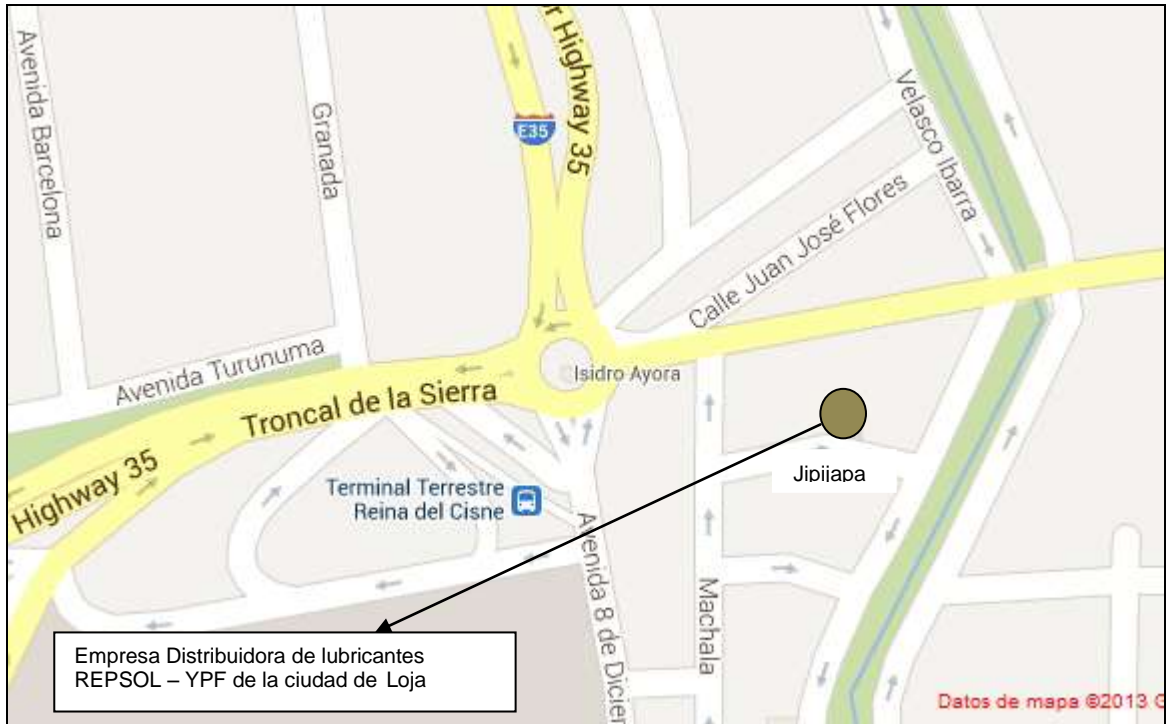 Avenida Barcelona
Granada
or Highway 35
E35
Velasco Ibarra
Calle Juan José Flores
Avenida Turunuma
Troncal de la Sierra
Isidro Ayora
Highway 35
Terminal Terrestre
Reina del Cisne
Jipijapa
Avenida 8 de Dicier
Machala
Empresa Distribuidora de lubricantes
REPSOL – YPF de la ciudad de Loja
Datos de mapa ©2013 G